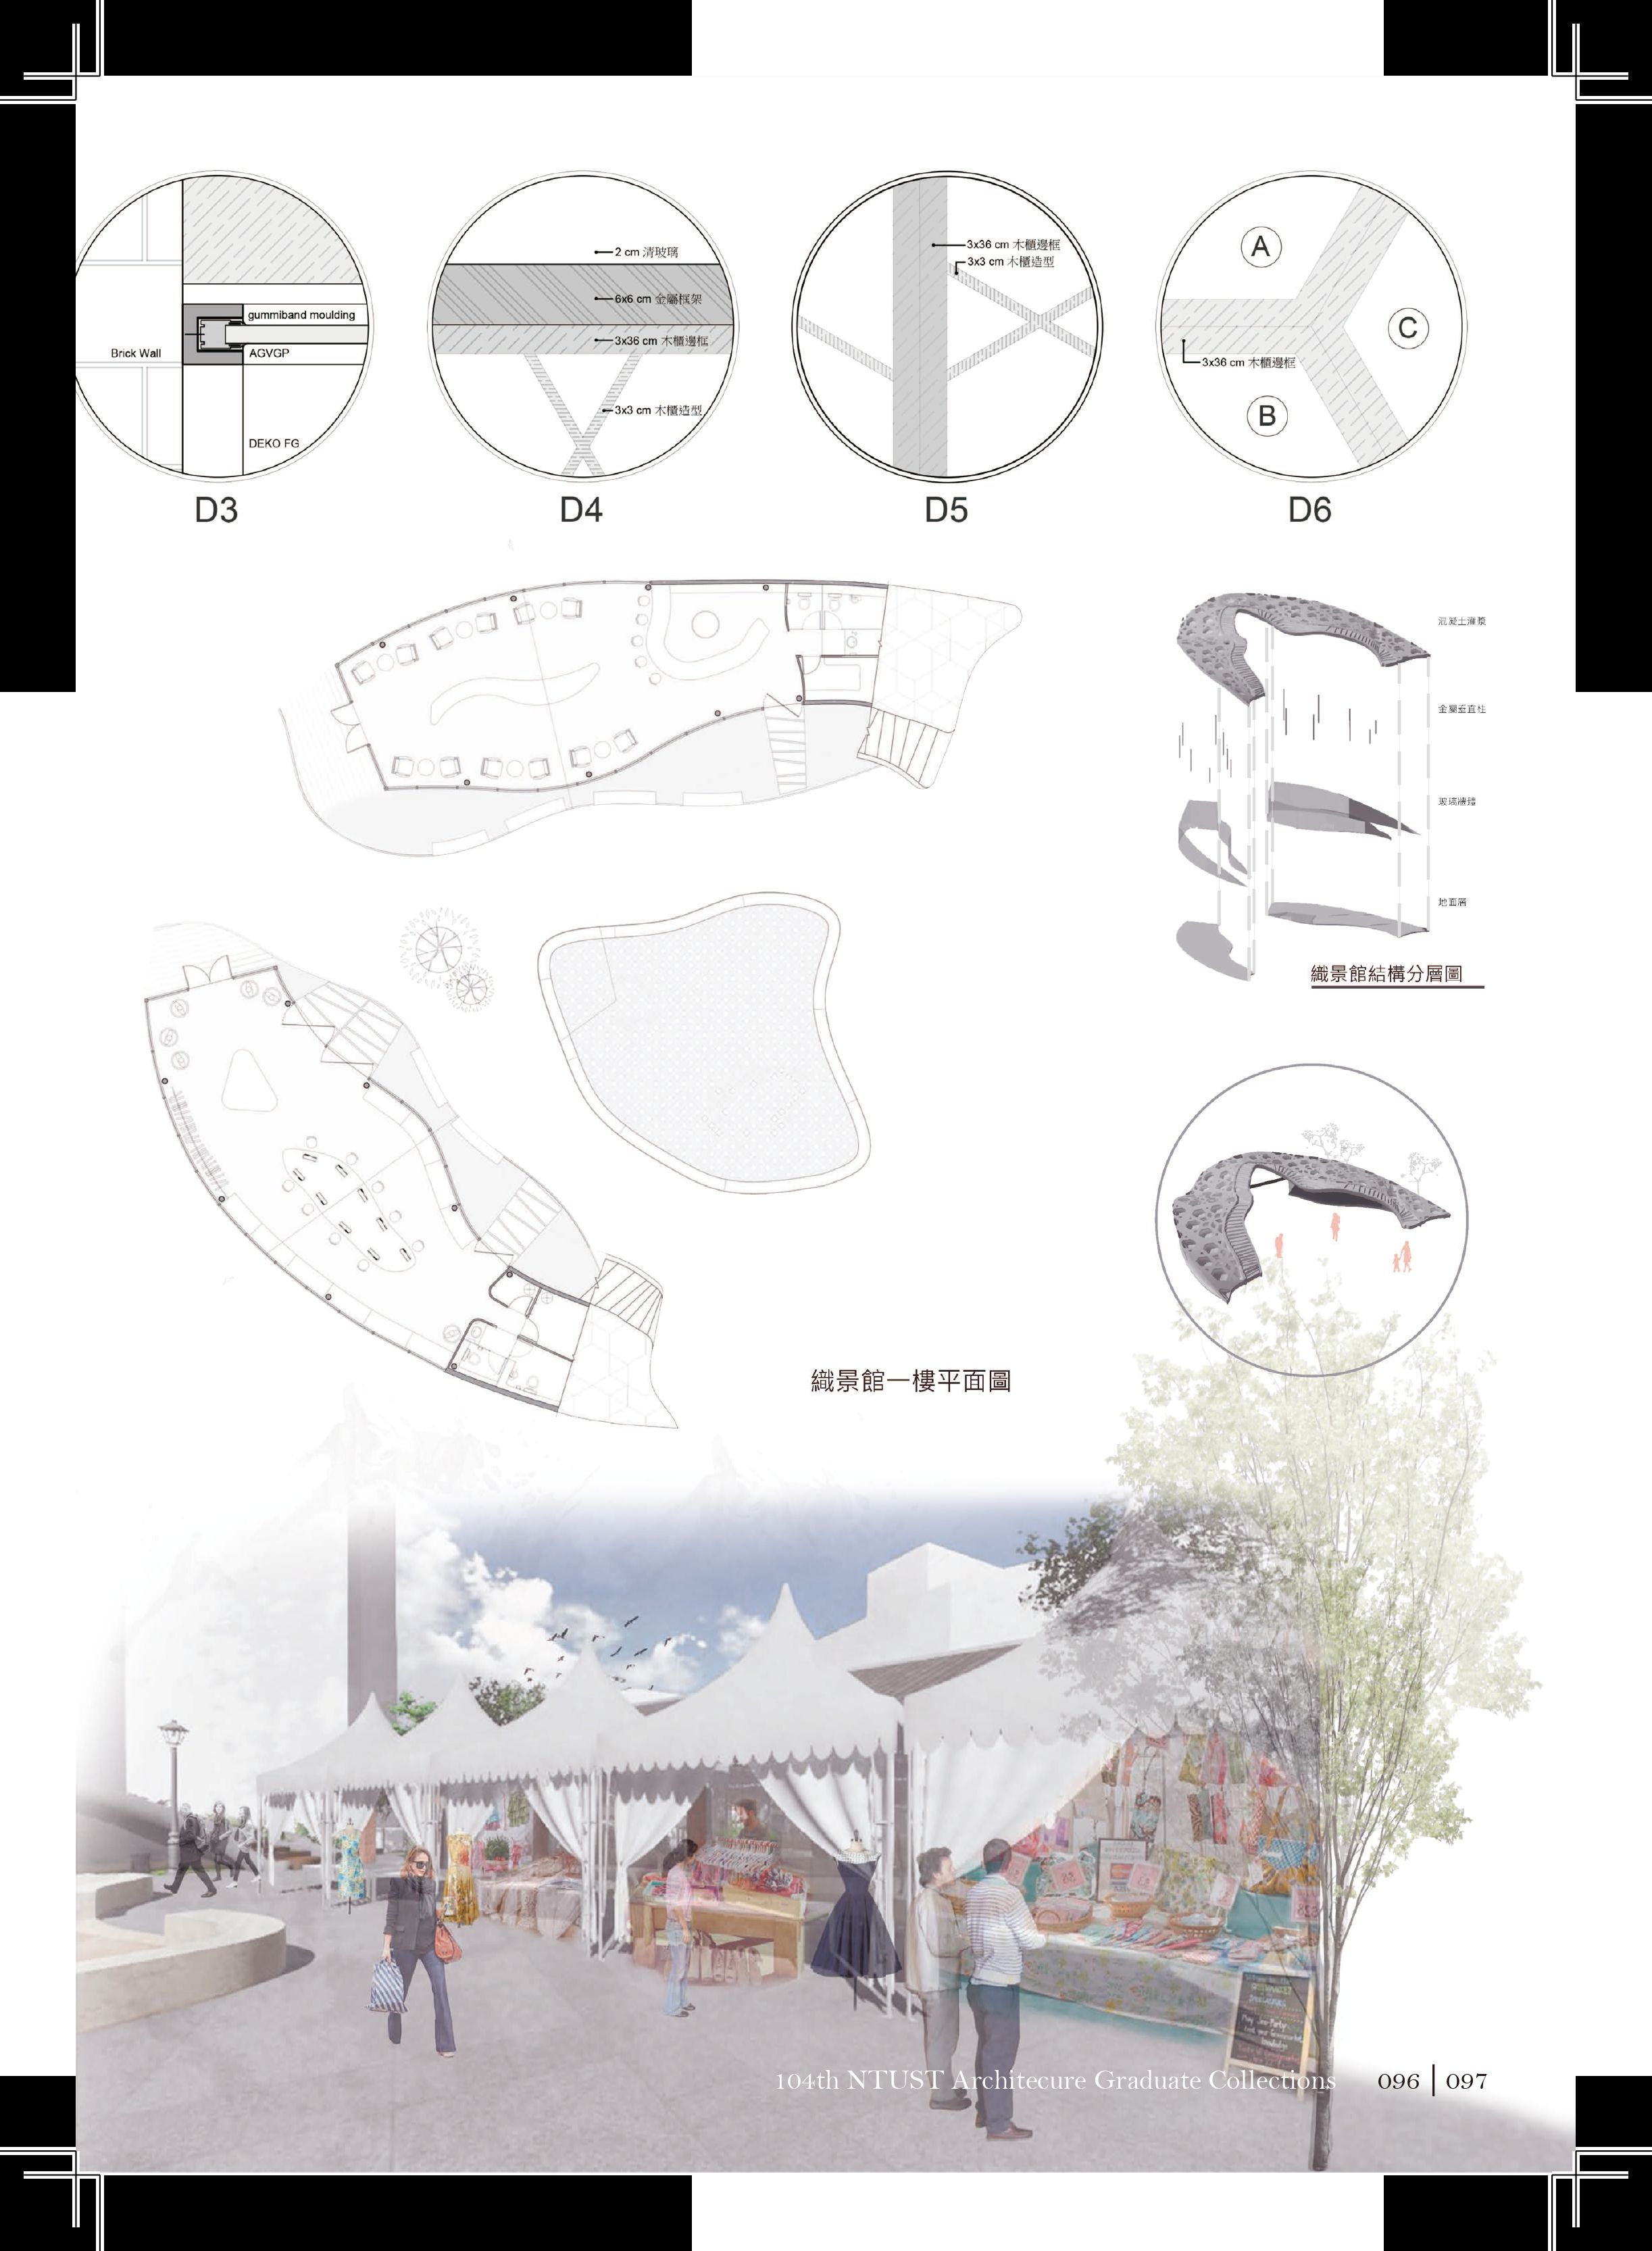 gummiband moulding
Brick Wall
AGVGP
DEKO FG
D3
2 cm 清玻璃
6x6 cm 金屬框架
3x36 cm 木櫃邊框
3x3 cm 木櫃造型
D4
3x36 cm 木櫃邊框
3x3 cm 木櫃造型
D5
A
C
3x36 cm 木櫃邊框
B
D6
混凝土灌漿
金屬垂直柱
玻璃牆
地面層
織景館結構分層圖
織景館一樓平面圖
104th NTUST Architecure Graduate Collections 096 | 097